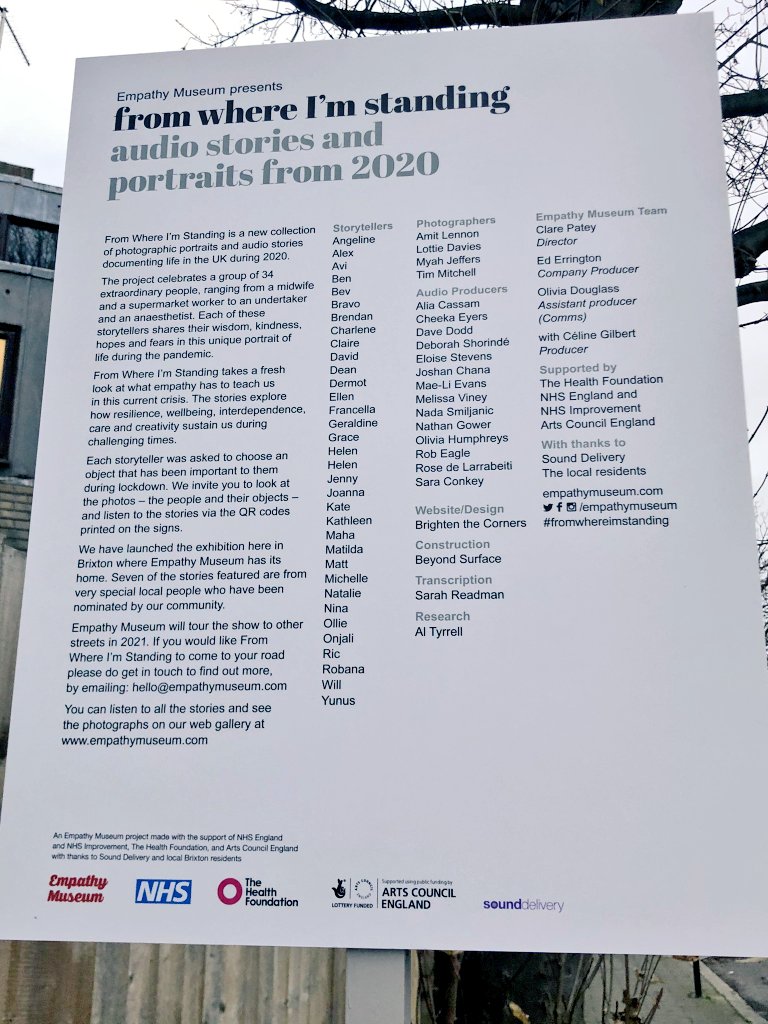 Empathy Museum presents
from where I'm standing
audio stories and
portraits from 2020
From Where I'm Standing is a new collection
of photographic portraits and audio stories
documenting life in the UK during 2020.
The project celebrates a group of 34
extraordinary people, ranging from a midwife
and a supermarket worker to an undertaker
and an anaesthetist. Each of these
storytellers shares their wisdom, kindness,
hopes and fears in this unique portrait of
life during the pandemic.
From Where I'm Standing takes a fresh
look at what empathy has to teach us
in this current crisis. The stories explore
how resilience, wellbeing, interdependence,
care and creativity sustain us during
challenging times.
Each storyteller was asked to choose an
object that has been important to them
during lockdown. We invite you to look at
the photos – the people and their objects –
and listen to the stories via the QR codes
printed on the signs.
We have launched the exhibition here in
Brixton where Empathy Museum has its
home. Seven of the stories featured are from
very special local people who have been
nominated by our community.
Empathy Museum will tour the show to other
streets in 2021. If you would like From
Where I'm Standing to come to your road
please do get in touch to find out more,
by emailing: hello@empathymuseum.com
You can listen to all the stories and see
the photographs on our web gallery at
www.empathymuseum.com
Storytellers
Angeline
Alex
Avi
Ben
Bev
Bravo
Brendan
Charlene
Claire
David
Dean
Dermot
Ellen
Francella
Geraldine
Grace
Helen
Helen
Jenny
Joanna
Kate
Kathleen
Maha
Matilda
Matt
Michelle
Natalie
Nina
Ollie
Onjali
Ric
Robana
Will
Yunus
Photographers
Amit Lennon
Lottie Davies
Myah Jeffers
Tim Mitchell
Audio Producers
Alia Cassam
Cheeka Eyers
Dave Dodd
Deborah Shorindé
Eloise Stevens
Joshan Chana
Mae-Li Evans
Melissa Viney
Nada Smiljanic
Nathan Gower
Olivia Humphreys
Rob Eagle
Rose de Larrabeiti
Sara Conkey
Website/Design
Brighten the Corners
Construction
Beyond Surface
Transcription
Sarah Readman
Research
Al Tyrrell
Empathy Museum Team
Clare Patey
Director
Ed Errington
Company Producer
Olivia Douglass
Assistant producer
(Comms)
with Céline Gilbert
Producer
Supported by
The Health Foundation
NHS England and
NHS Improvement
Arts Council England
With thanks to
Sound Delivery
The local residents
empathymuseum.com
/empathymuseum
#fromwhereimstanding
An Empathy Museum project made with the support of NHS England
and NHS Improvement, The Health Foundation, and Arts Council England
with thanks to Sound Delivery and local Brixton residents
Empathy
Museum
NHS
The
Health
Foundation
LOTTERY FUNDED
Supported using public funding by
ARTS COUNCIL
ENGLAND
sounddelivery